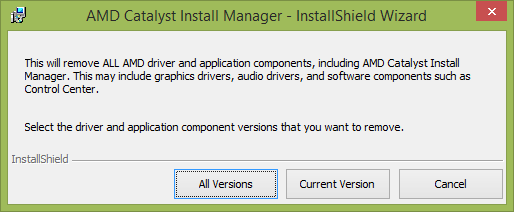 AMD Catalyst Install Manager - InstallShield Wizard
This will remove ALL AMD driver and application components, including AMD Catalyst Install
Manager. This may include graphics drivers, audio drivers, and software components such as
Control Center.
Select the driver and application component versions that you want to remove.
InstallShield
All Versions Current Version Cancel